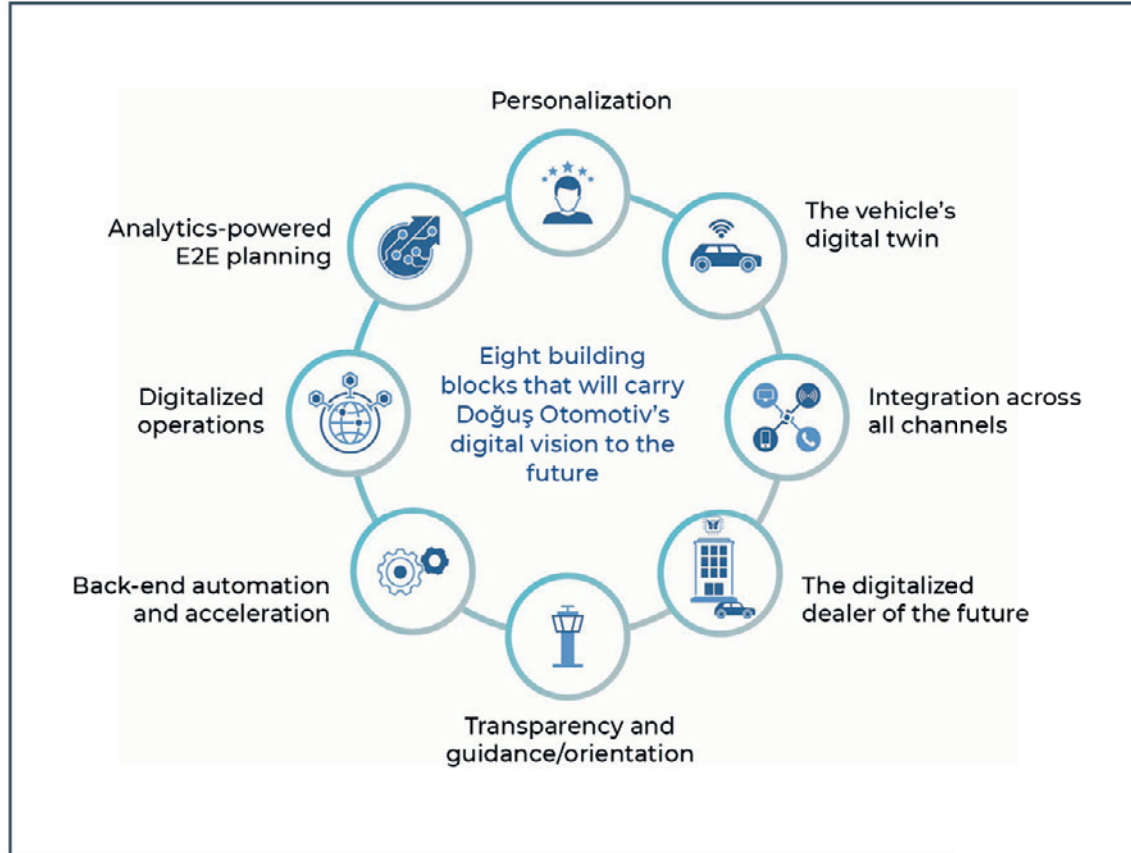 Personalization
The vehicle's
digital twin
Integration across
all channels
The digitalized
dealer of the future
Transparency and
guidance/orientation
Back-end automation
and acceleration
Digitalized
operations
Analytics-powered
E2E planning
Eight building
blocks that will carry
Doğuş Otomotiv's
digital vision to the
future